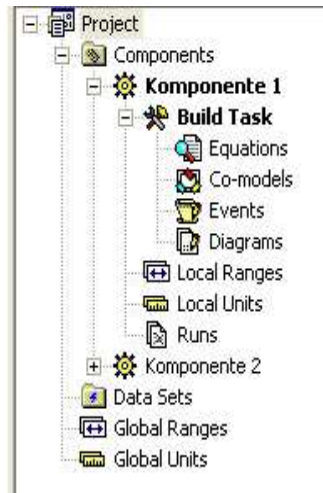 Project
Components
Komponente 1
Build Task
Equations
Co-models
Events
Diagrams
Local Ranges
Local Units
Runs
Komponente 2
Data Sets
Global Ranges
Global Units